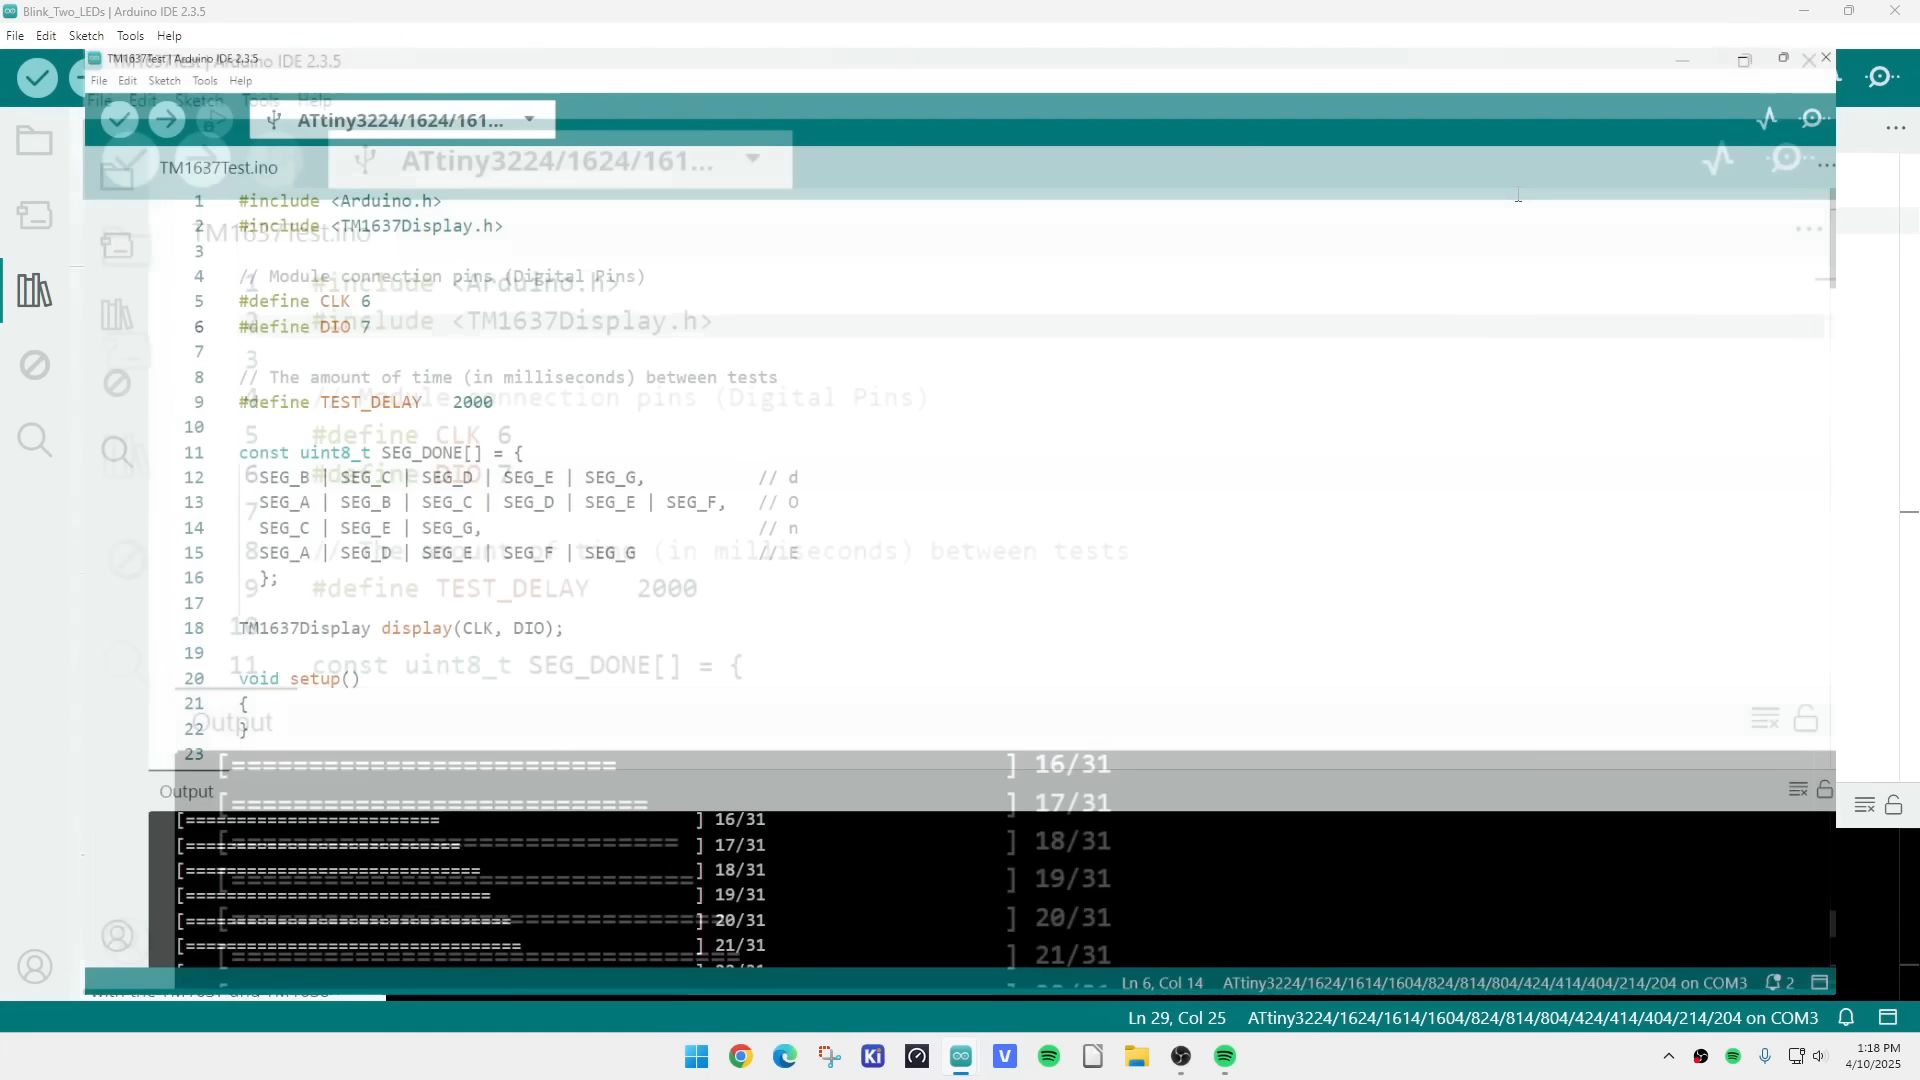 Blink_Two_LEDs | Arduino IDE 2.3.5
File Edit Sketch Tools Help
TM1637Test | Arduino IDE 2.3.5
File Edit Sketch Tools Help
ATtiny3224/1624/161...
ATtiny3224/1624/161...
TM1637Test.ino
TM1637Test.ino
1 #include <Arduino.h>
2 #include <TM1637Display.h>
3
4 // Module connection pins (Digital Pins)
5 #define CLK 6
6 #define DIO 7
7
8 // The amount of time (in milliseconds) between tests
9 #define TEST_DELAY 2000
10
11 const uint8_t SEG_DONE[] = {
12 SEG_B | SEG_C | SEG_D | SEG_E | SEG_G, // d
13 SEG_A | SEG_B | SEG_C | SEG_D | SEG_E | SEG_F, // O
14 SEG_C | SEG_E | SEG_G, // n
15 SEG_A | SEG_D | SEG_E | SEG_F | SEG_G // E
16 };
17
18 TM1637Display display(CLK, DIO);
19
20 void setup()
21 {
22 }
23
1 #include <Arduino.h>
2 #include <TM1637Display.h>
3
4 // Module connection pins (Digital Pins)
5 #define CLK 6
6 #define DIO 7
7
8 // The amount of time (in milliseconds) between tests
9 #define TEST_DELAY 2000
10
11 const uint8_t SEG_DONE[] = {
Output
[========================= ] 16/31
[=========================== ] 17/31
] 18/31
] 19/31
] 20/31
] 21/31
Output
[========================= ] 16/31
[=========================== ] 17/31
[============================= ] 18/31
[============================== ] 19/31
[================================ ] 20/31
[================================= ] 21/31
Ln 6, Col 14 ATtiny3224/1624/1614/1604/824/814/804/424/414/404/214/204 on COM3 2
Ln 29, Col 25 ATtiny3224/1624/1614/1604/824/814/804/424/414/404/214/204 on COM3
Ki
V
1:18 PM
4/10/2025